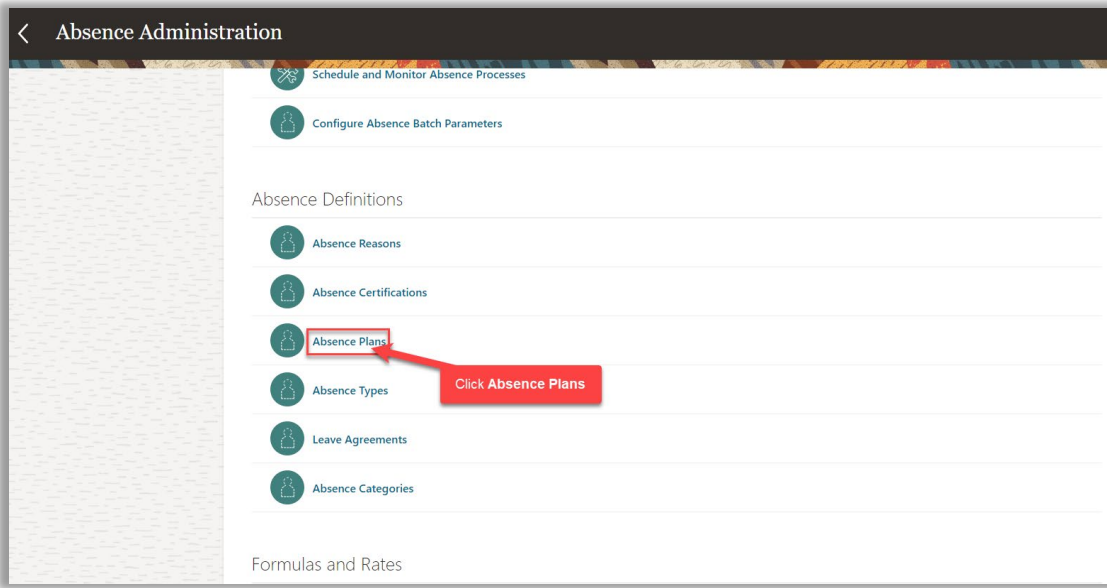 Absence Administration
Schedule and Monitor Absence Processes
Configure Absence Batch Parameters
Absence Definitions
Absence Reasons
Absence Certifications
Absence Plans
Click Absence Plans
Absence Types
Leave Agreements
Absence Categories
Formulas and Rates